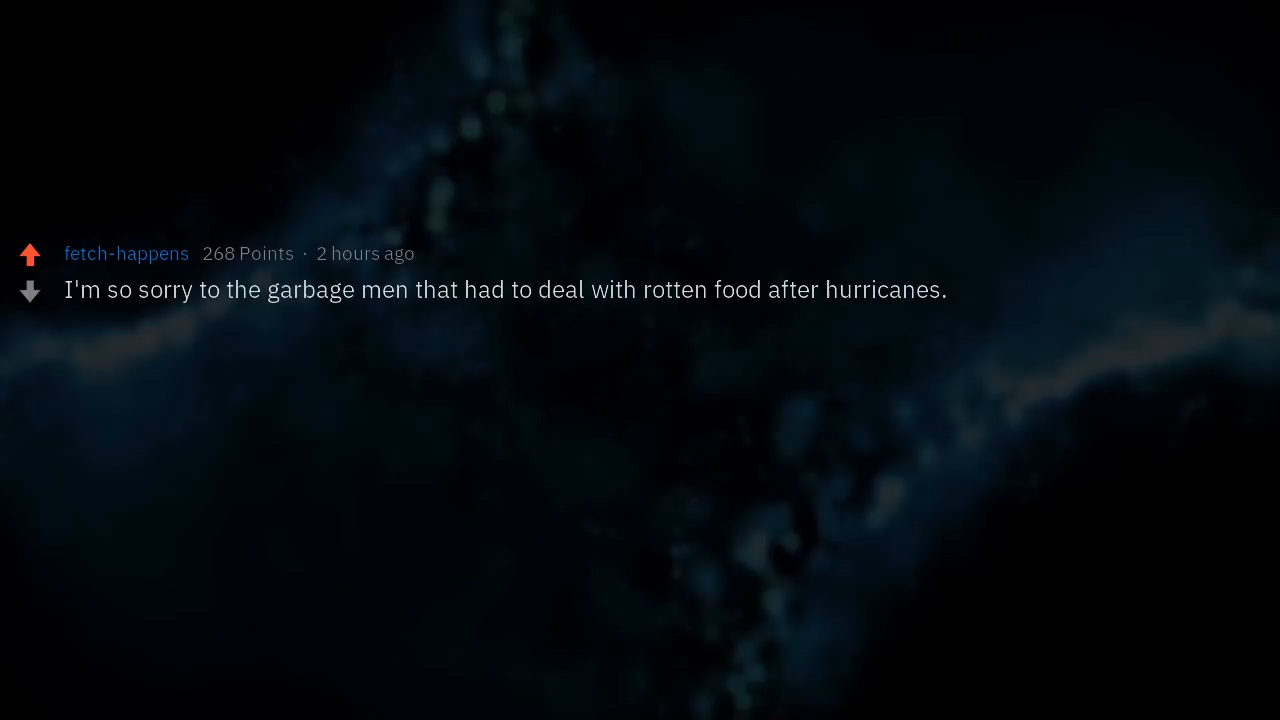 fetch-happens 268 Points · 2 hours ago
I'm so sorry to the garbage men that had to deal with rotten food after hurricanes.